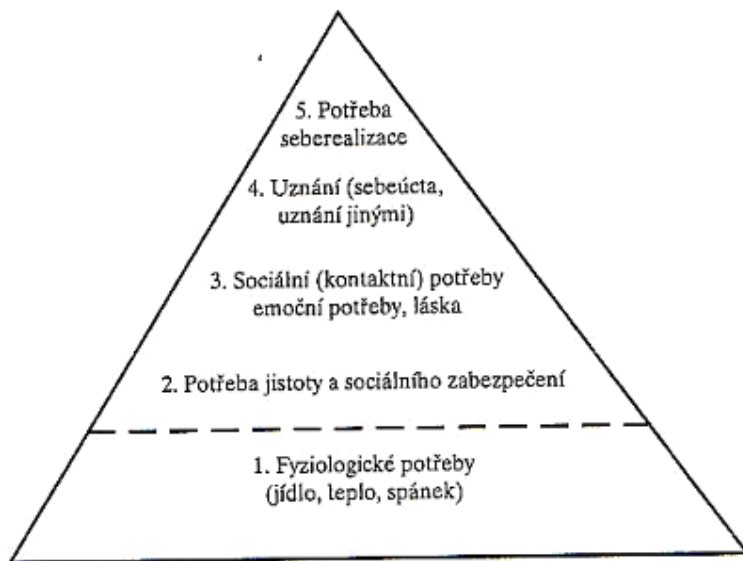 5. Potřeba
seberealizace
4. Uznání (sebeúcta,
uznání jinými)
3. Sociální (kontaktní) potřeby
emoční potřeby, láska
2. Potřeba jistoty a sociálního zabezpečení
1. Fyziologické potřeby
(jídlo, teplo, spánek)